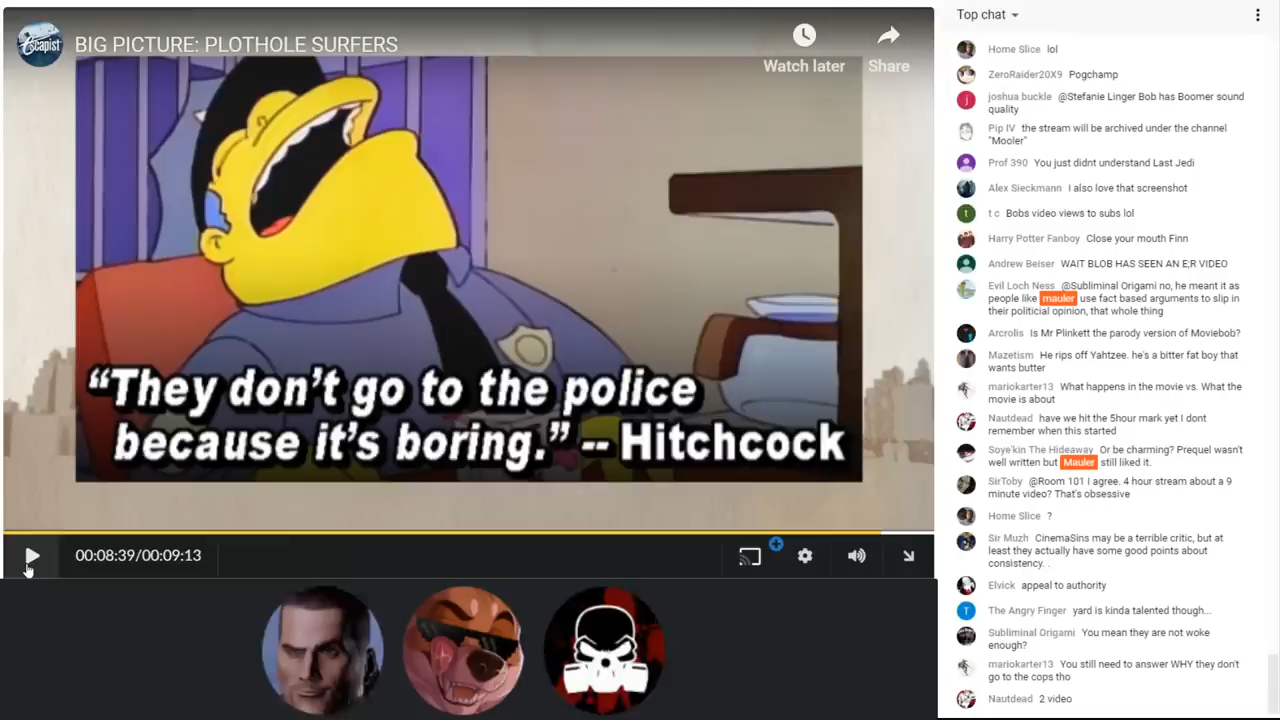 Escapist
BIG PICTURE: PLOTHOLE SURFERS
Watch later
Share
“They don’t go to the police
because it’s boring.” -- Hitchcock
00:08:39/00:09:13
Top chat
Home Slice lol
ZeroRaider20X9 Pogchamp
joshua buckle @Stefanie Linger Bob has Boomer sound
quality
Pip IV the stream will be archived under the channel
"Mooler"
Prof 390 You just didnt understand Last Jedi
Alex Sieckmann I also love that screenshot
t c Bobs video views to subs lol
Harry Potter Fanboy Close your mouth Finn
Andrew Beiser WAIT BLOB HAS SEEN AN E;R VIDEO
Evil Loch Ness @Subliminal Origami no, he meant it as
people like mauler use fact based arguments to slip in
their politicial opinion, that whole thing
Arcrolis Is Mr Plinkett the parody version of Moviebob?
Mazetism He rips off Yahtzee. he's a bitter fat boy that
wants butter
mariokarter13 What happens in the movie vs. What the
movie is about
Nautdead have we hit the 5hour mark yet I dont
remember when this started
Soye'kin The Hideaway Or be charming? Prequel wasn't
well written but Mauler still liked it.
SirToby @Room 101 I agree. 4 hour stream about a 9
minute video? That's obsessive
Home Slice ?
Sir Muzh CinemaSins may be a terrible critic, but at
least they actually have some good points about
consistency. .
Elvick appeal to authority
T
The Angry Finger yard is kinda talented though...
Subliminal Origami You mean they are not woke
enough?
mariokarter13 You still need to answer WHY they don't
go to the cops tho
Nautdead 2 video